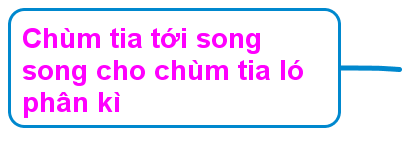 Chùm tia tới song
song cho chùm tia ló
phân kì